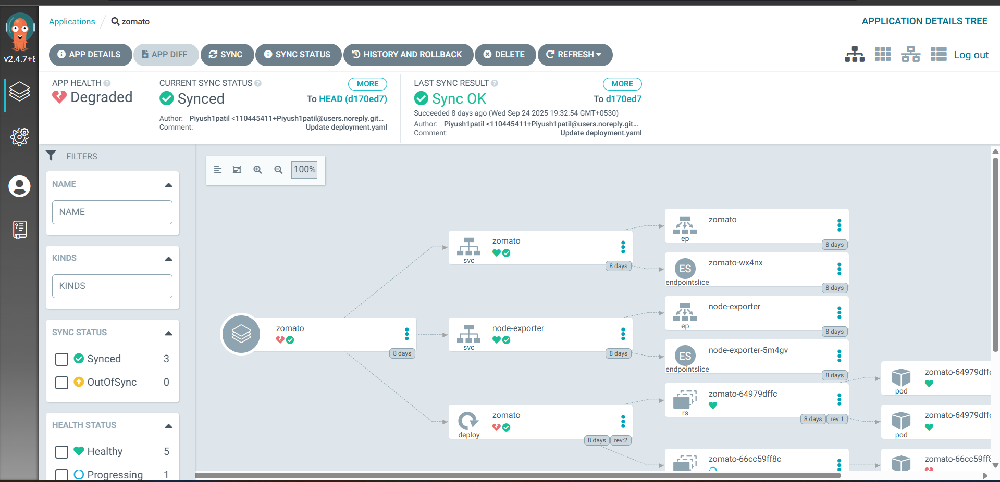 Applications / zomato
APPLICATION DETAILS TREE
v2.4.7+8
APP DETAILS
APP DIFF
SYNC
SYNC STATUS
HISTORY AND ROLLBACK
DELETE
REFRESH
Log out
APP HEALTH
Degraded
CURRENT SYNC STATUS
MORE
Synced
To HEAD (d170ed7)
Author: Piyush1patil <110445411+Piyush1patil@users.noreply.git...
Comment: Update deployment.yaml
LAST SYNC RESULT
MORE
Sync OK
To d170ed7
Succeeded 8 days ago (Wed Sep 24 2025 19:32:54 GMT+0530)
Author: Piyush1patil <110445411+Piyush1patil@users.noreply.git...
Comment: Update deployment.yaml
FILTERS
NAME
NAME
KINDS
KINDS
SYNC STATUS
Synced 3
OutOfSync 0
HEALTH STATUS
Healthy 5
Progressing 1
100%
zomato
8 days
zomato
svc
8 days
node-exporter
svc
8 days
zomato
deploy
8 days rev:2
zomato
ep
8 days
ES
zomato-wx4nx
endpointslice
8 days
node-exporter
ep
8 days
ES
node-exporter-5m4gv
endpointslice
8 days
zomato-64979dffc
rs
8 days rev:1
zomato-66cc59ff8c
zomato-64979dffc
pod
zomato-64979dffc
pod
zomato-66cc59ff8